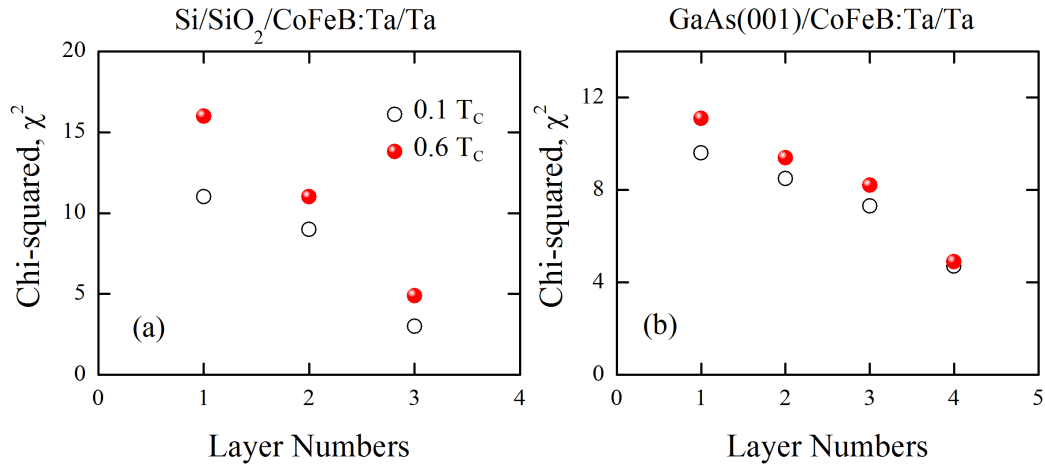 Si/SiO₂/CoFeB:Ta/Ta
Chi-squared, χ²
20
15
10
5
0
0.1 T_C
0.6 T_C
(a)
0 1 2 3 4
Layer Numbers
GaAs(001)/CoFeB:Ta/Ta
Chi-squared, χ²
12
8
4
0
(b)
0 1 2 3 4 5
Layer Numbers